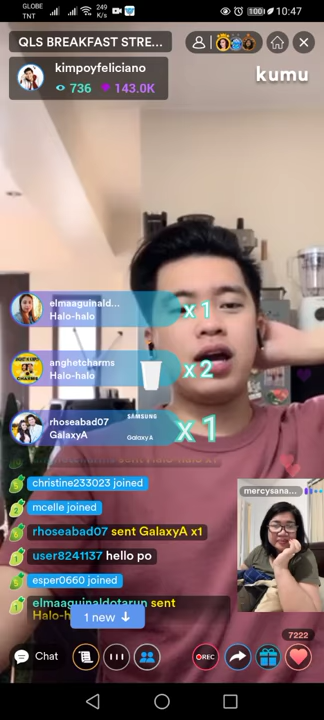 GLOBE
TNT
249
K/s
100
10:47
QLS BREAKFAST STRE...
kimpoyfeliciano
736
143.0K
kumu
elmaaguinald...
Halo-halo
x 1
anghetcharms
Halo-halo
x 2
rhoseabad07
GalaxyA
SAMSUNG
Galaxy A
x 1
christine233023 joined
mcelle joined
rhoseabad07 sent GalaxyA x1
user8241137 hello po
esper0660 joined
elmaaguinaldotarun sent
Halo-h
1 new
mercysana...
Chat
REC
7222